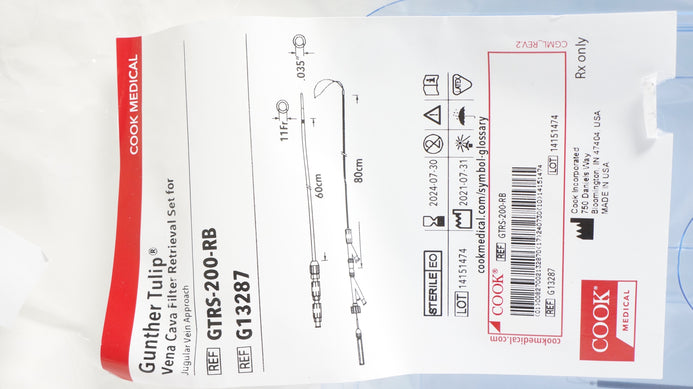 COOK MEDICAL
Gunther Tulip®
Vena Cava Filter Retrieval Set for
Jugular Vein Approach
REF GTRS-200-RB
REF G13287
11Fr
.035"
60cm
80cm
STERILE EO
2024-07-30
LOT 14151474
2021-07-31
LATEX
cookmedical.com/symbol-glossary
CGML_REV.2
COOK®
REF GTRS-200-RB
cookmedical.com
REF G13287
LOT 14151474
Rx only
COOK®
MEDICAL
Cook Incorporated
750 Daniels Way
Bloomington, IN 47404 USA
MADE IN USA